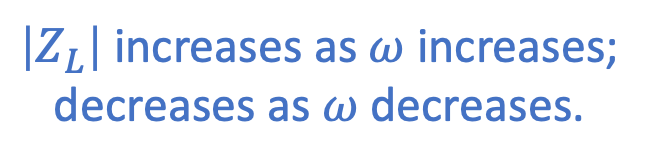 |Z_L| increases as ω increases;
decreases as ω decreases.